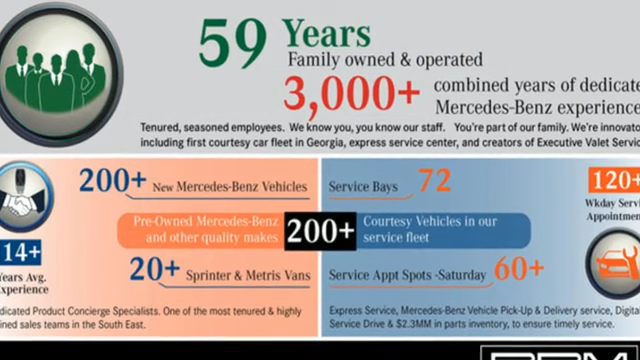 59 Years
Family owned & operated
3,000+ combined years of dedicate
Mercedes-Benz experience
Tenured, seasoned employees. We know you, you know our staff. You're part of our family. We're innovato
including first courtesy car fleet in Georgia, express service center, and creators of Executive Valet Servic
200+ New Mercedes-Benz Vehicles
Service Bays 72
120+
Wkday Servi
Appointmen
Pre-Owned Mercedes-Benz
and other quality makes
200+
Courtesy Vehicles in our
service fleet
14+
Years Avg.
Experience
20+ Sprinter & Metris Vans
Service Appt Spots -Saturday 60+
dicated Product Concierge Specialists. One of the most tenured & highly
ined sales teams in the South East.
Express Service, Mercedes-Benz Vehicle Pick-Up & Delivery service, Digital
Service Drive & $2.3MM in parts inventory, to ensure timely service.